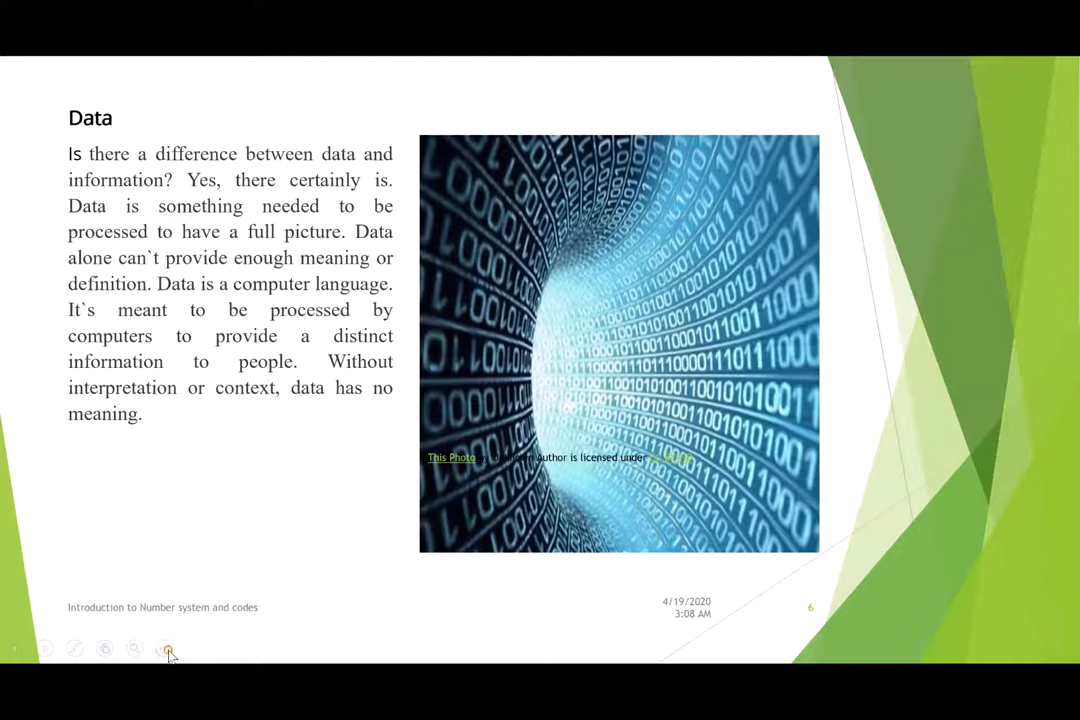 Data
Is there a difference between data and
information? Yes, there certainly is.
Data is something needed to be
processed to have a full picture. Data
alone can`t provide enough meaning or
definition. Data is a computer language.
It`s meant to be processed by
computers to provide a distinct
information to people. Without
interpretation or context, data has no
meaning.
This Photo by Unknown Author is licensed under
Introduction to Number system and codes
4/19/2020
3:08 AM
6